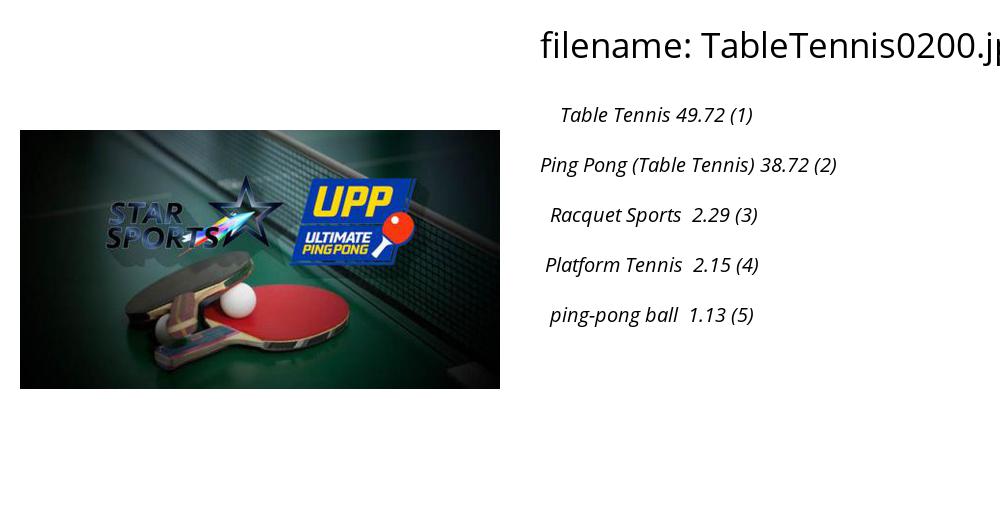 filename: TableTennis0200.jp
Table Tennis 49.72 (1)
Ping Pong (Table Tennis) 38.72 (2)
Racquet Sports 2.29 (3)
Platform Tennis 2.15 (4)
ping-pong ball 1.13 (5)
STAR
SPORTS
UPP
ULTIMATE
PING PONG